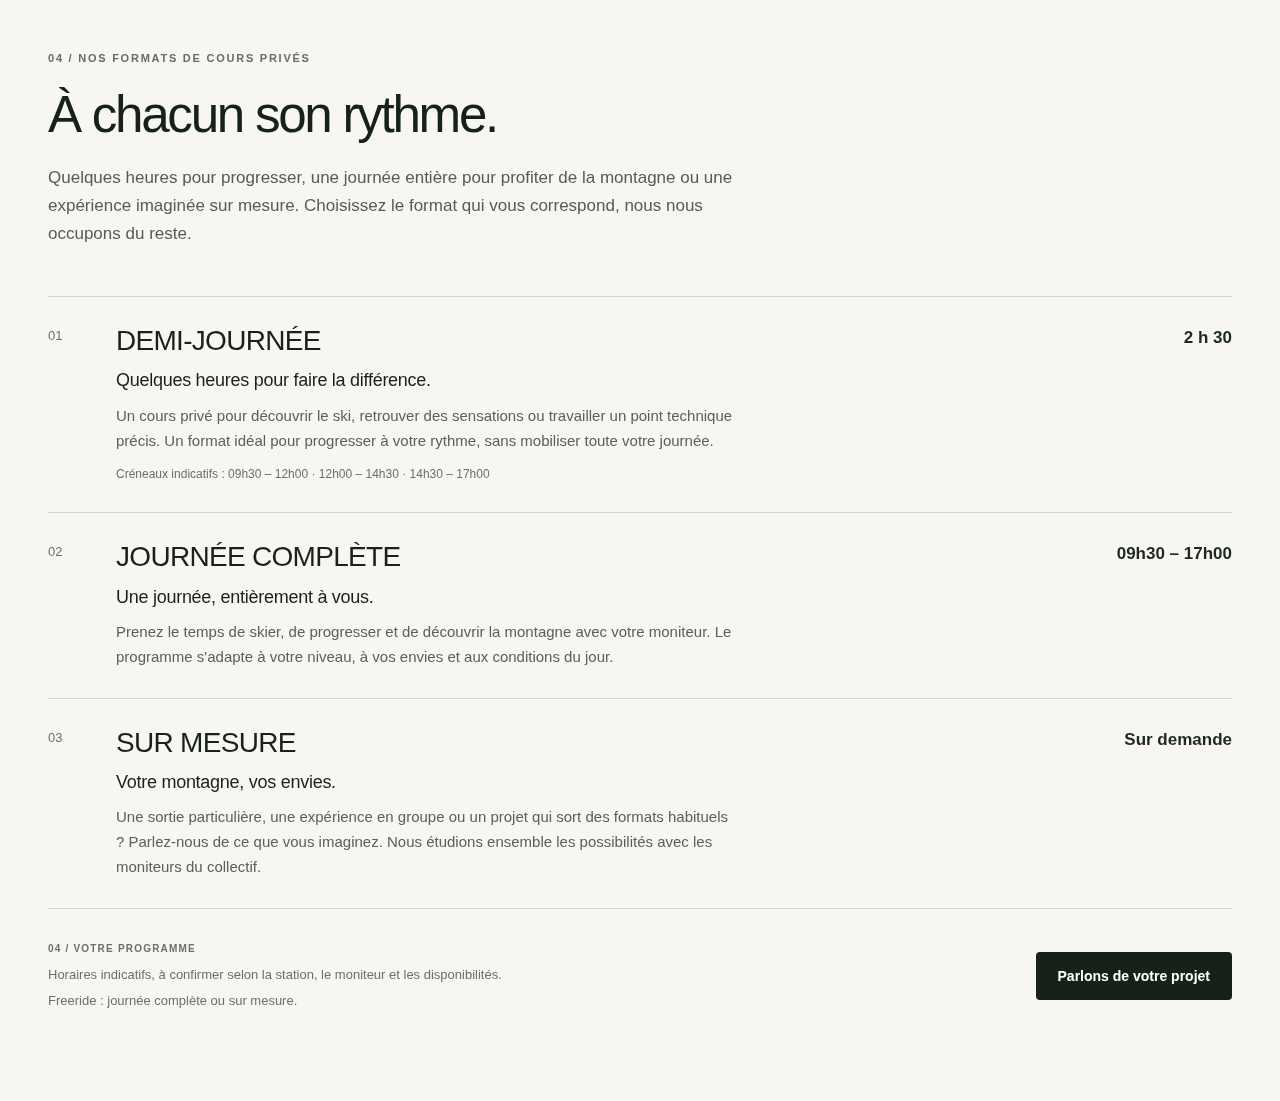 04 / NOS FORMATS DE COURS PRIVÉS
À chacun son rythme.
Quelques heures pour progresser, une journée entière pour profiter de la montagne ou une
expérience imaginée sur mesure. Choisissez le format qui vous correspond, nous nous
occupons du reste.
01
DEMI-JOURNÉE
2 h 30
Quelques heures pour faire la différence.
Un cours privé pour découvrir le ski, retrouver des sensations ou travailler un point technique
précis. Un format idéal pour progresser à votre rythme, sans mobiliser toute votre journée.
Créneaux indicatifs : 09h30 – 12h00 · 12h00 – 14h30 · 14h30 – 17h00
02
JOURNÉE COMPLÈTE
09h30 – 17h00
Une journée, entièrement à vous.
Prenez le temps de skier, de progresser et de découvrir la montagne avec votre moniteur. Le
programme s'adapte à votre niveau, à vos envies et aux conditions du jour.
03
SUR MESURE
Sur demande
Votre montagne, vos envies.
Une sortie particulière, une expérience en groupe ou un projet qui sort des formats habituels
? Parlez-nous de ce que vous imaginez. Nous étudions ensemble les possibilités avec les
moniteurs du collectif.
04 / VOTRE PROGRAMME
Horaires indicatifs, à confirmer selon la station, le moniteur et les disponibilités.
Freeride : journée complète ou sur mesure.
Parlons de votre projet